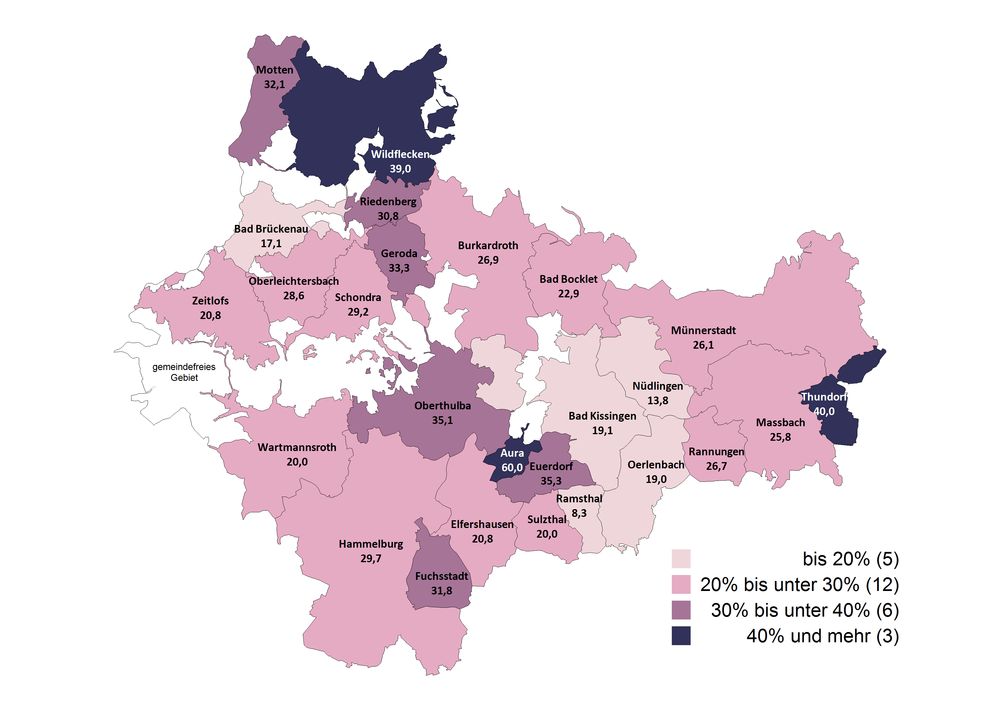 Motten
32,1
Wildflecken
39,0
Riedenberg
30,8
Bad Brückenau
17,1
Geroda
33,3
Burkardroth
26,9
Bad Bocklet
22,9
Oberleichtersbach
28,6
Schondra
29,2
Zeitlofs
20,8
Münnerstadt
26,1
gemeindefreies
Gebiet
Nüdlingen
13,8
Thundorf
40,0
Oberthulba
35,1
Bad Kissingen
19,1
Massbach
25,8
Wartmannsroth
20,0
Aura
60,0
Euerdorf
35,3
Oerlenbach
19,0
Rannungen
26,7
Ramsthal
8,3
Elfershausen
20,8
Sulzthal
20,0
Hammelburg
29,7
Fuchsstadt
31,8
bis 20% (5)
20% bis unter 30% (12)
30% bis unter 40% (6)
40% und mehr (3)